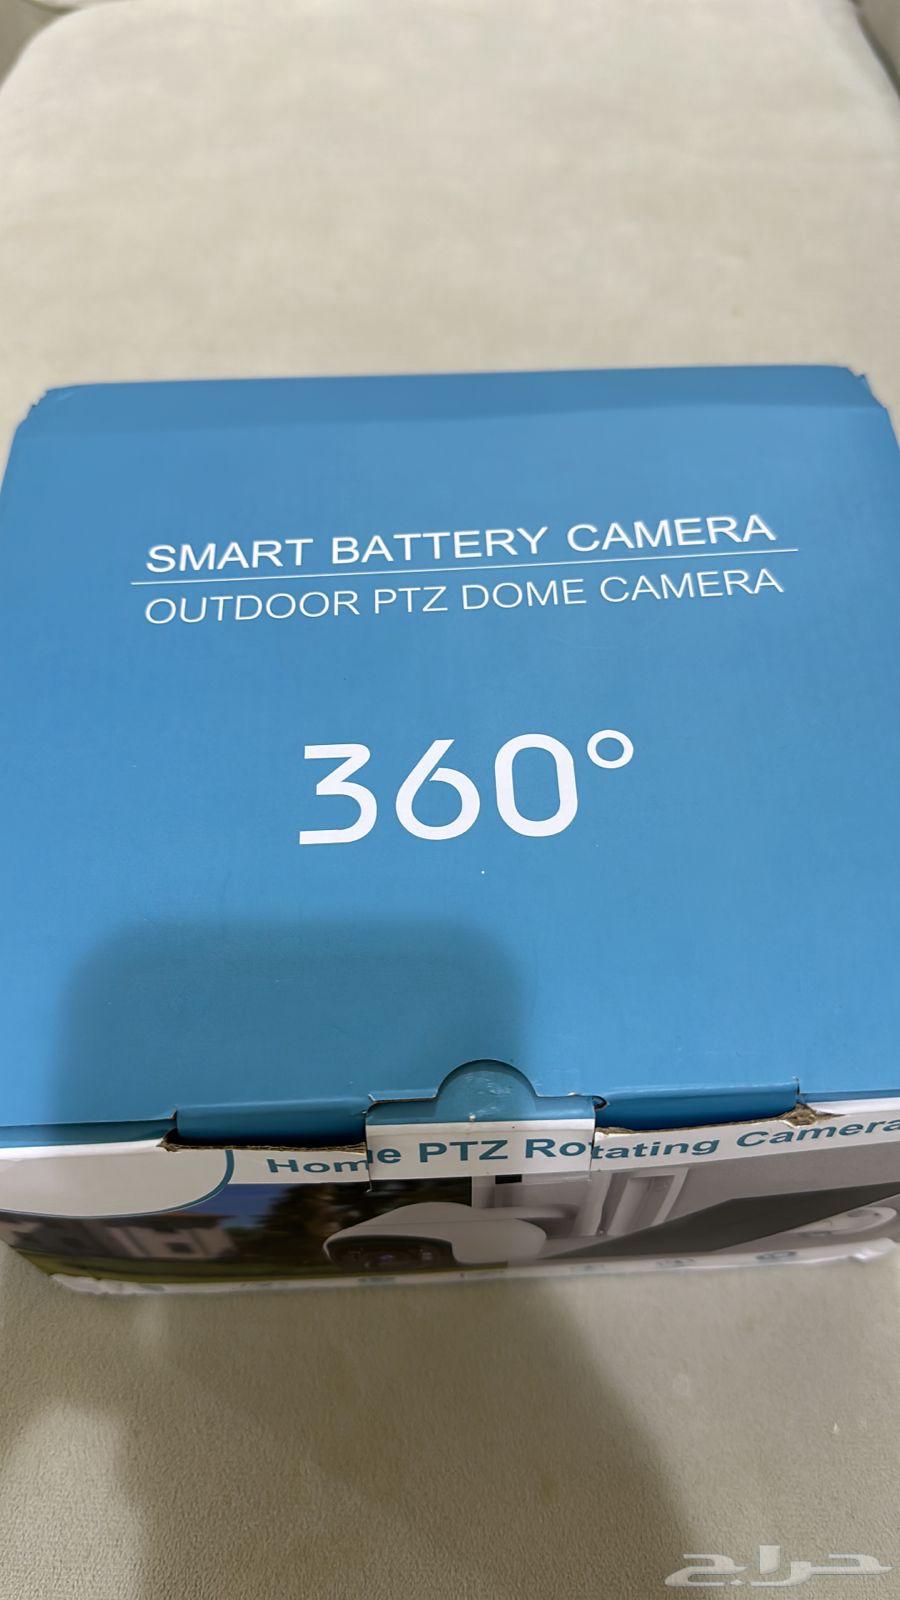 SMART BATTERY CAMERA
OUTDOOR PTZ DOME CAMERA
360°
Home PTZ Rotating Camera
حراج